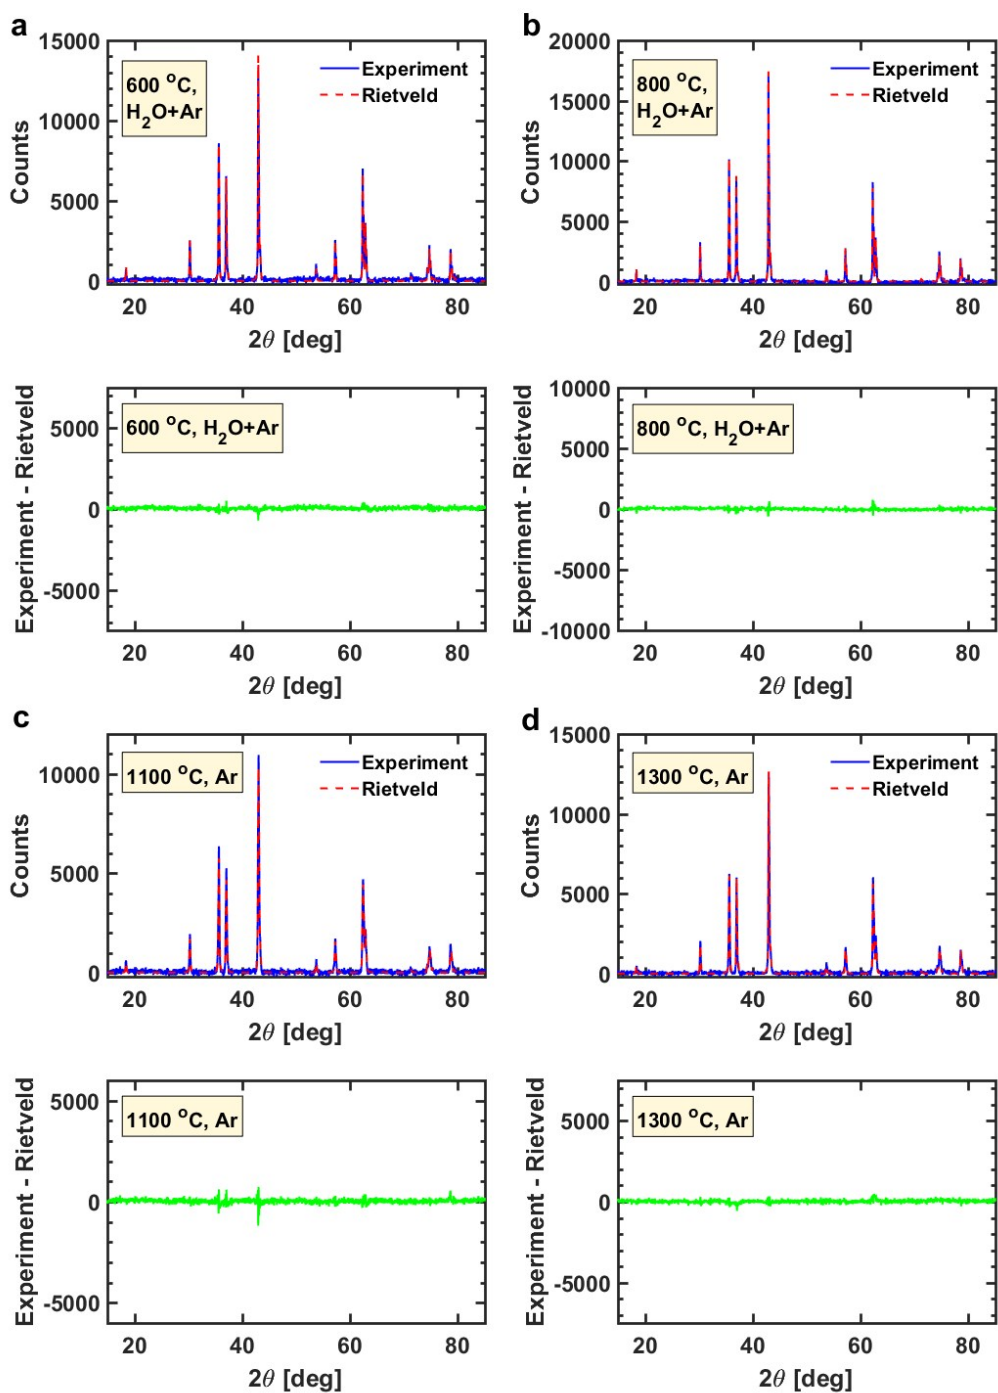 a
15000
10000
5000
0
Counts
600 °C,
H2O+Ar
Experiment
Rietveld
20 40 60 80
2θ [deg]
b
20000
15000
10000
5000
0
Counts
800 °C,
H2O+Ar
Experiment
Rietveld
20 40 60 80
2θ [deg]
5000
0
-5000
Experiment - Rietveld
600 °C, H2O+Ar
20 40 60 80
2θ [deg]
10000
5000
0
-5000
-10000
Experiment - Rietveld
800 °C, H2O+Ar
20 40 60 80
2θ [deg]
c
10000
5000
0
Counts
1100 °C, Ar
Experiment
Rietveld
20 40 60 80
2θ [deg]
d
15000
10000
5000
0
Counts
1300 °C, Ar
Experiment
Rietveld
20 40 60 80
2θ [deg]
5000
0
-5000
Experiment - Rietveld
1100 °C, Ar
20 40 60 80
2θ [deg]
5000
0
-5000
Experiment - Rietveld
1300 °C, Ar
20 40 60 80
2θ [deg]